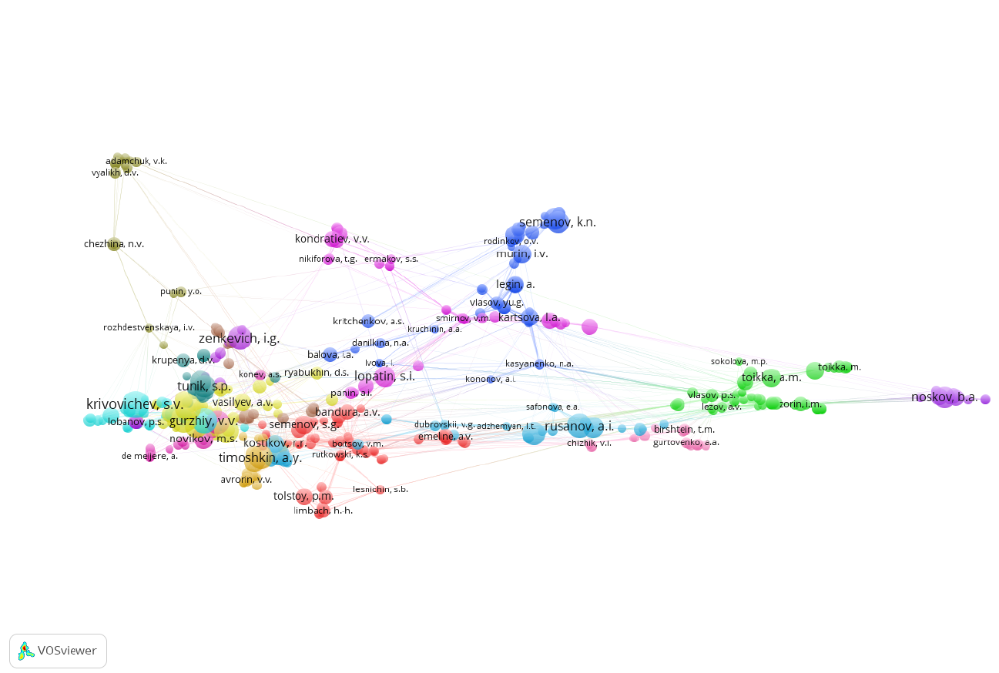 adamchuk, v.k.
vyalikh, d.v.
semenov, k.n.
kondratiev, v.v.
rodinkov, o.v.
chezhina, n.v.
murin, i.v.
nikiforova, t.g.
ermakov, s.s.
legin, a.
punin, y.o.
vlasov, yu.g.
smirnov, v.m.
kartsova, l.a.
kritchenkov, a.s.
rozhdestvenskaya, i.v.
kruchinin, a.a.
zenkevich, i.g.
danilkina, n.a.
balova, i.a.
krupenya, d.v.
lvova, l.
kasyanenko, n.a.
sokolova, m.p.
toikka, m.
konev, a.s.
ryabukhin, d.s.
lopatin, s.i.
konorov, a.i.
toikka, a.m.
tunik, s.p.
panin, a.i.
vlasov, p.s.
noskov, b.a.
krivovichev, s.v.
vasilyev, a.v.
safonova, e.a.
lezov, a.v.
zorin, i.m.
bandura, a.v.
lobanov, p.s.
gurzhiy, v.v.
semenov, s.g.
dubrovskii, v.g.
adzhemyan, l.t.
rusanov, a.i.
birshtein, t.m.
novikov, m.s.
kostikov, r.r.
boitsov, v.m.
emeline, a.v.
chizhik, v.i.
gurtovenko, a.a.
de meijere, a.
timoshkin, a.y.
rutkowski, k.s.
avrorin, v.v.
lesnichin, s.b.
tolstoy, p.m.
limbach, h.-h.
VOSviewer